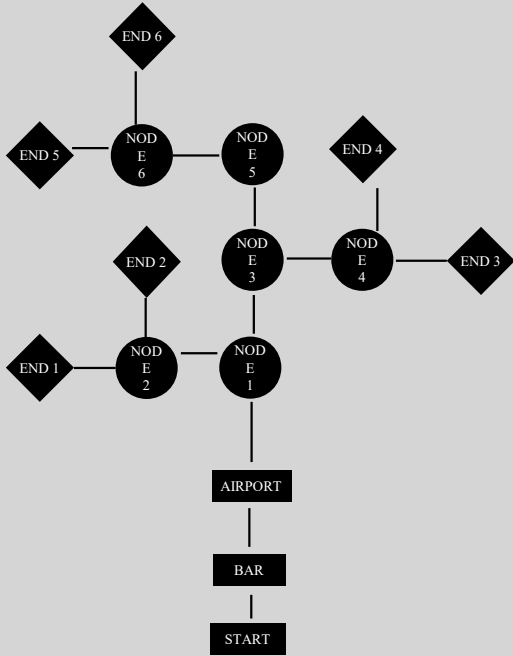 END 6
NOD
E
6
NOD
E
5
END 5
END 4
NOD
E
3
NOD
E
4
END 3
END 2
NOD
E
2
NOD
E
1
END 1
AIRPORT
BAR
START